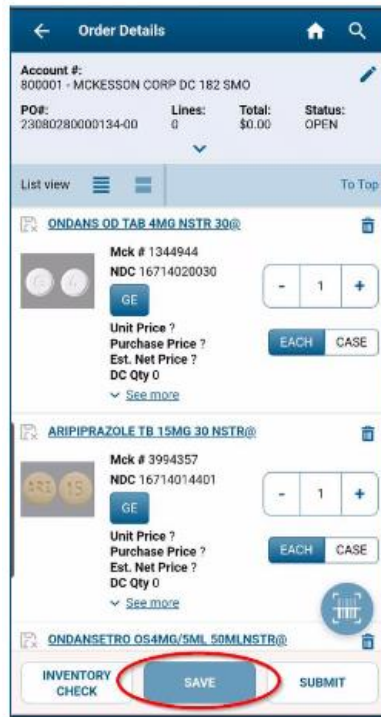 Order Details
Account #:
800001 - MCKESSON CORP DC 182 SMO
PO#: Lines: Total: Status:
23080280000134-00 0 $0.00 OPEN
List view To Top
ONDANS OD TAB 4MG NSTR 30@
Mck # 1344944
NDC 16714020030
GE
- 1 +
Unit Price ?
Purchase Price ?
Est. Net Price ?
DC Qty 0
EACH CASE
See more
ARIPIPRAZOLE TB 15MG 30 NSTR@
Mck # 3994357
NDC 16714014401
ARI 15
GE
- 1 +
Unit Price ?
Purchase Price ?
Est. Net Price ?
DC Qty 0
EACH CASE
See more
ONDANSETRO OS4MG/5ML 50MLNSTR@
INVENTORY
CHECK
SAVE
SUBMIT